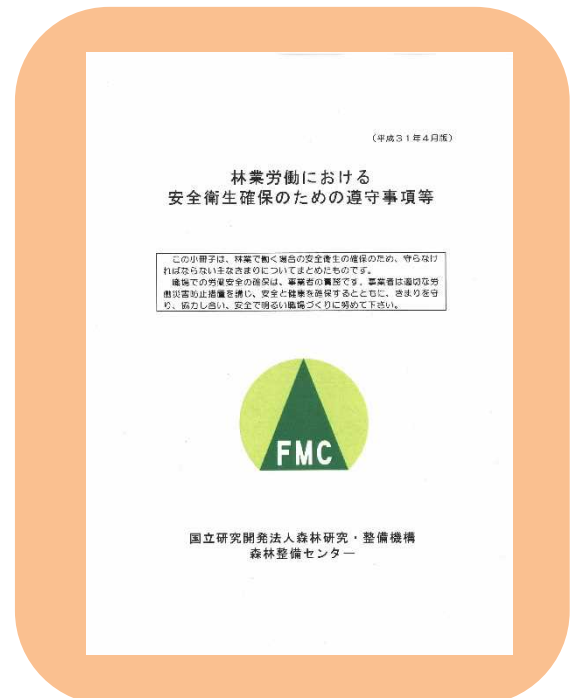 （平成３１年４月版）
林業労働における
安全衛生確保のための遵守事項等
この小冊子は、林業で働く場合の安全衛生の確保のため、守らなけ
ればならない主なきまりについてまとめたものです。
職場での労働安全の確保は、事業者の責務です。事業者は適切な労
働災害防止措置を講じ、安全と健康を確保するとともに、きまりを守
り、協力し合い、安全で明るい職場づくりに努めて下さい。
FMC
国立研究開発法人森林研究・整備機構
森林整備センター